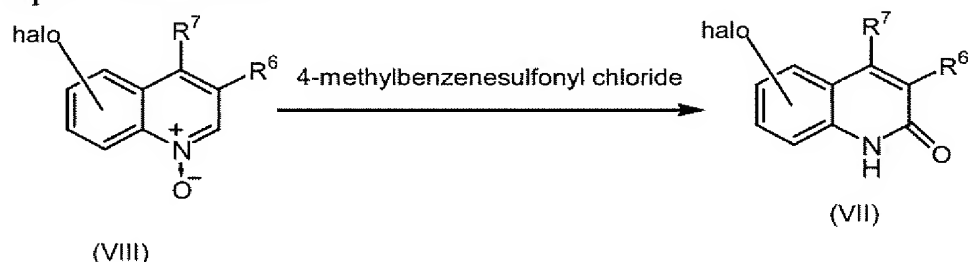 halo R⁷ R⁶ 4-methylbenzenesulfonyl chloride halo R⁷ R⁶
N⁺ O⁻ N H O
(VIII) (VII)